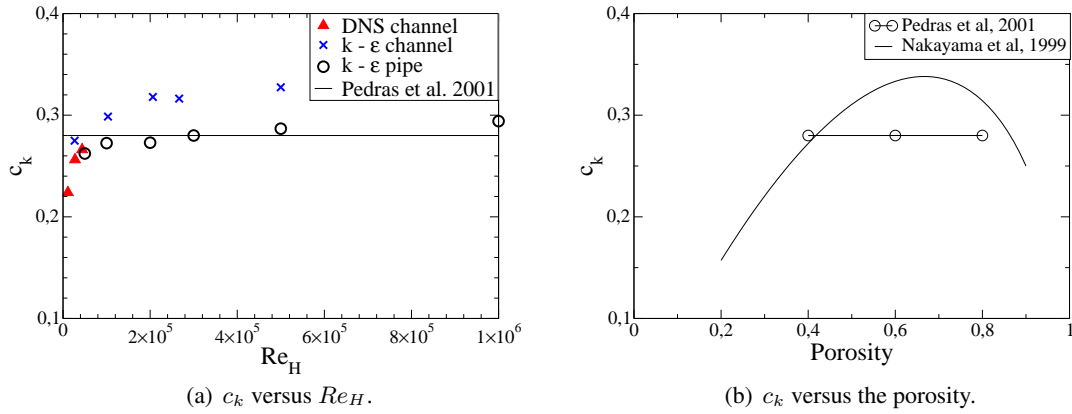 0,4
0,3
0,2
0,1
c_k
▲ DNS channel
× k - ε channel
o k - ε pipe
— Pedras et al. 2001
0 2×10^5 4×10^5 6×10^5 8×10^5 1×10^6
Re_H
(a) c_k versus Re_H.
0,4
0,3
0,2
0,1
c_k
Pedras et al, 2001
Nakayama et al, 1999
0 0,2 0,4 0,6 0,8 1
Porosity
(b) c_k versus the porosity.